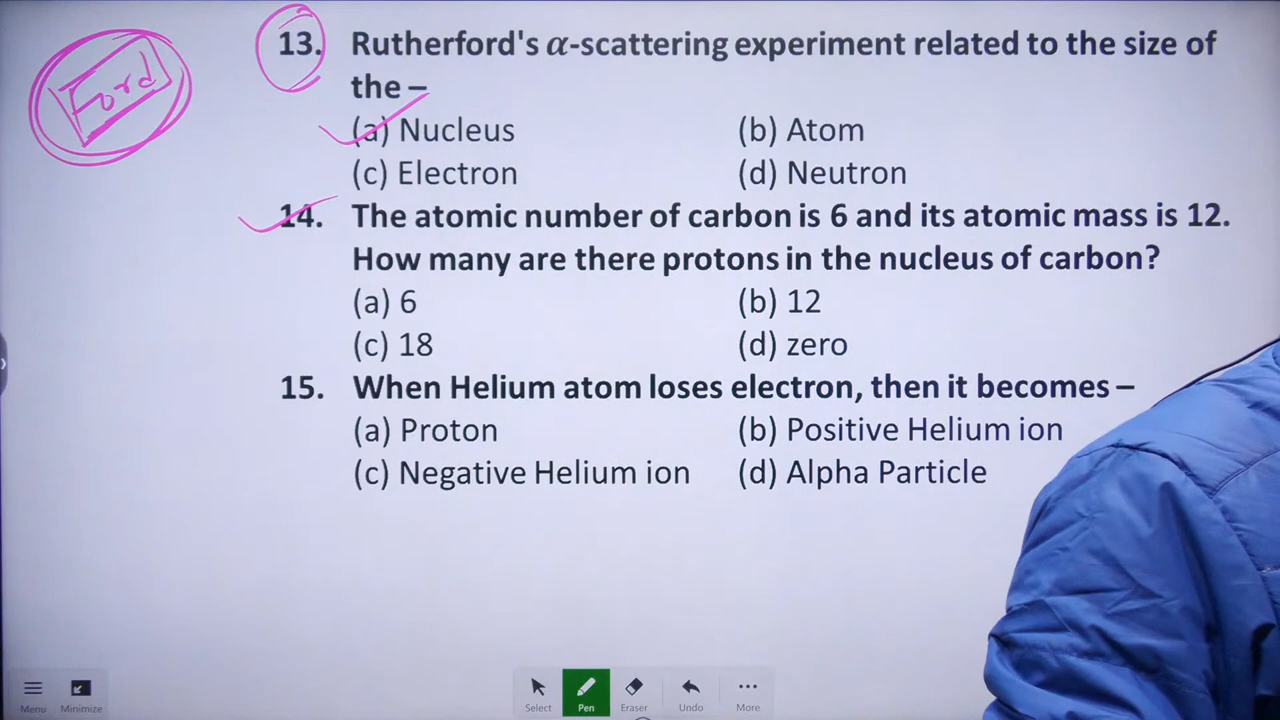 Ford
13. Rutherford's α-scattering experiment related to the size of
the –
(a) Nucleus (b) Atom
(c) Electron (d) Neutron
14. The atomic number of carbon is 6 and its atomic mass is 12.
How many are there protons in the nucleus of carbon?
(a) 6 (b) 12
(c) 18 (d) zero
15. When Helium atom loses electron, then it becomes –
(a) Proton (b) Positive Helium ion
(c) Negative Helium ion (d) Alpha Particle
Menu Minimize Select Pen Eraser Undo More